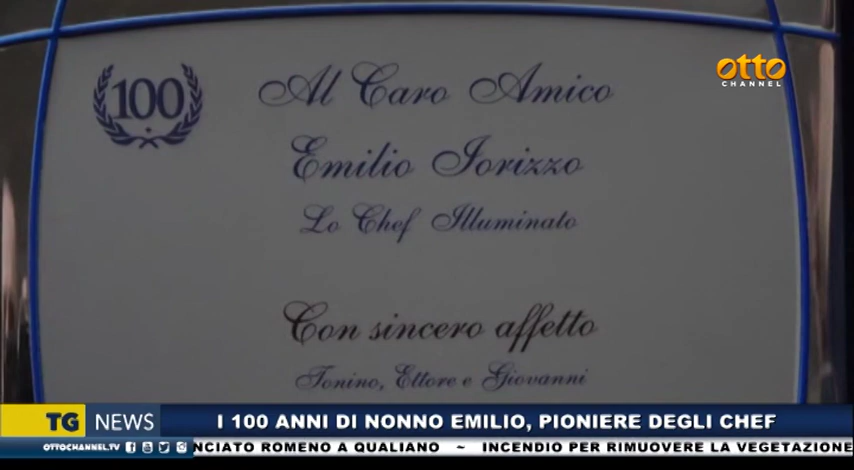 otto
CHANNEL
100
Al Caro Amico
Emilio Iorizzo
Lo Chef Illuminato
Con sincero affetto
Tonino, Ettore e Giovanni
TG NEWS
I 100 ANNI DI NONNO EMILIO, PIONIERE DEGLI CHEF
OTTOCHANNEL.TV
NCIATO ROMENO A QUALIANO ~ INCENDIO PER RIMUOVERE LA VEGETAZIONE